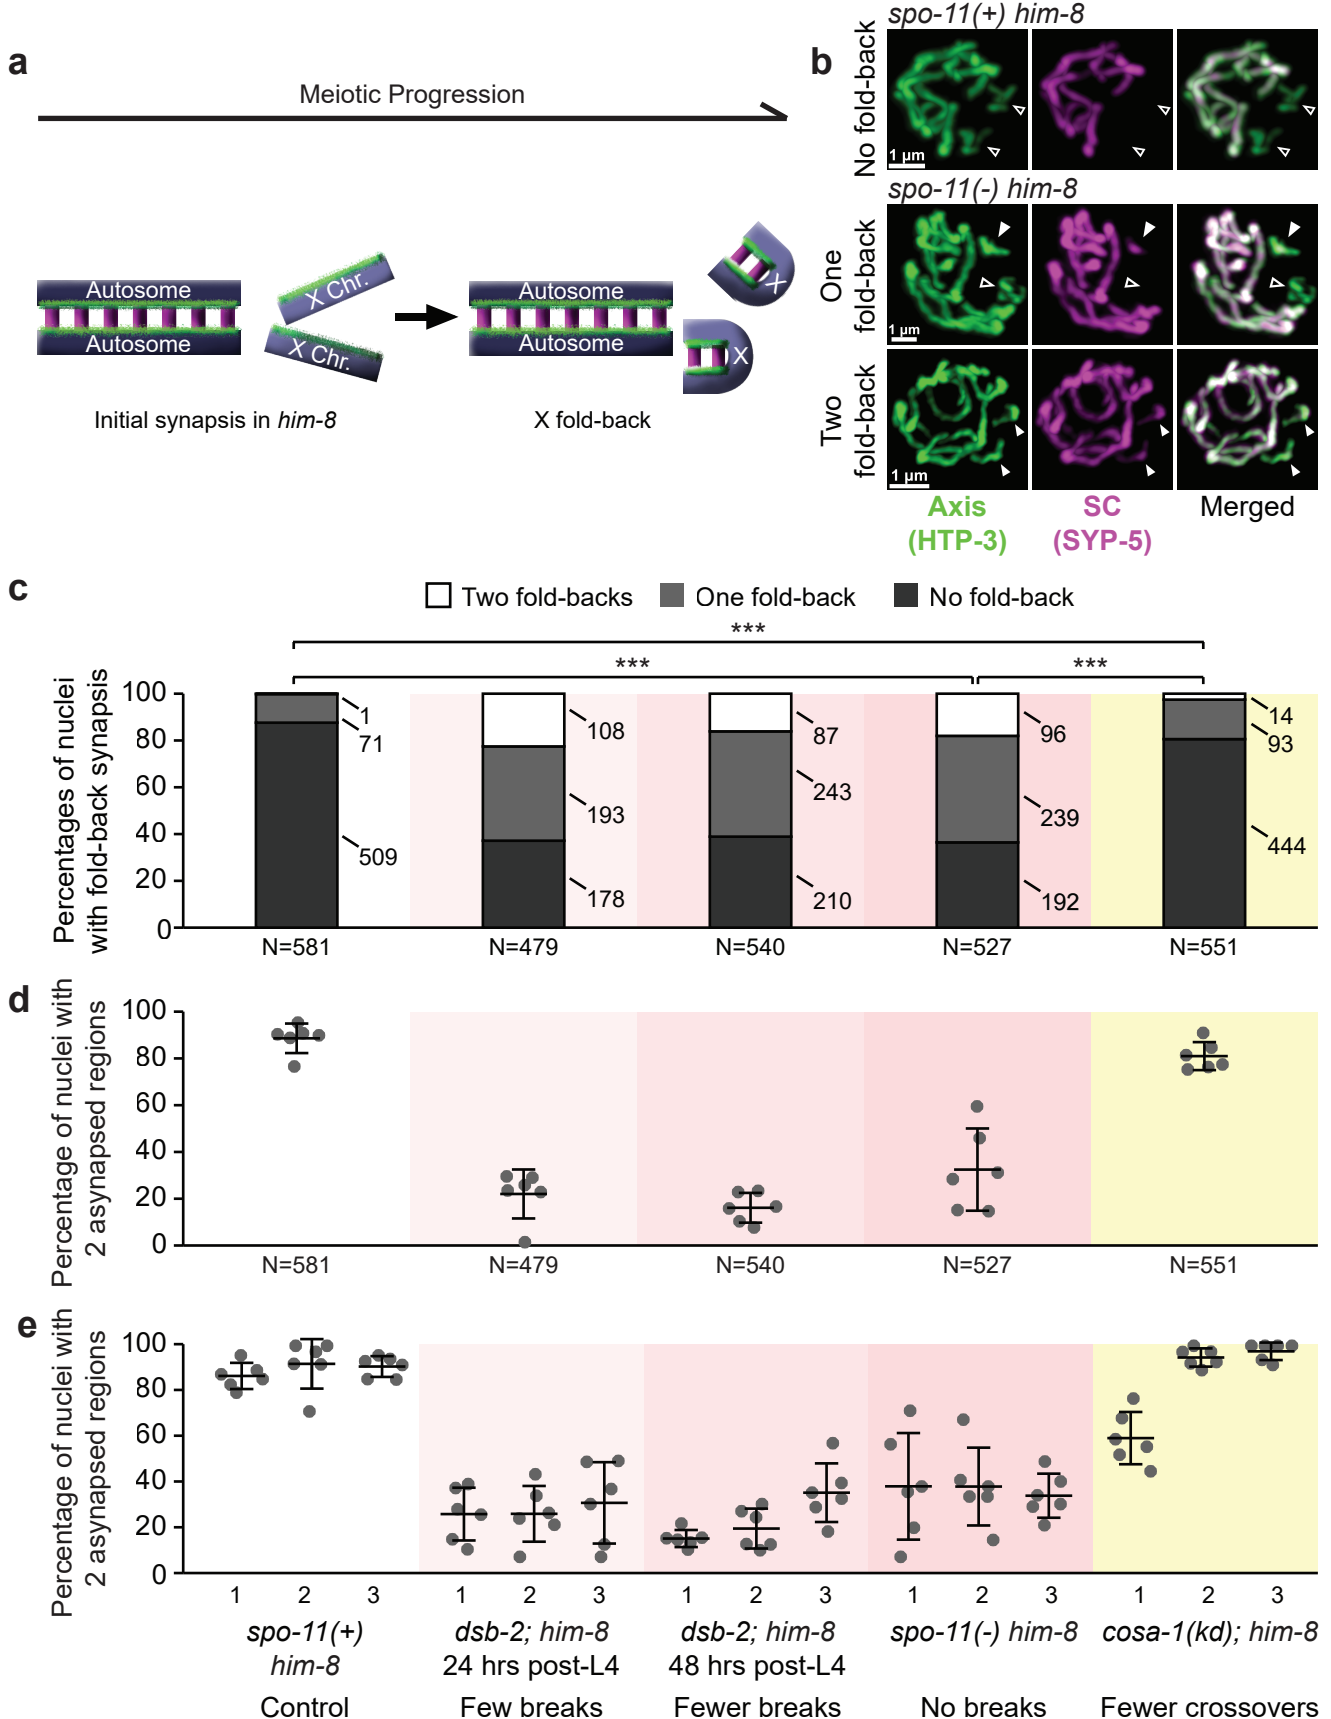 a
Meiotic Progression
Autosome
Autosome
X Chr.
X Chr.
Autosome
Autosome
X
X
Initial synapsis in him-8
X fold-back
b
spo-11(+) him-8
No fold-back
1 µm
spo-11(-) him-8
One
fold-back
1 µm
Two
fold-back
1 µm
Axis
(HTP-3)
SC
(SYP-5)
Merged
c
Two fold-backs
One fold-back
No fold-back
***
***
***
Percentages of nuclei
with fold-back synapsis
100
80
60
40
20
0
1
71
509
108
193
178
87
243
210
96
239
192
14
93
444
N=581
N=479
N=540
N=527
N=551
d
Percentage of nuclei with
2 asynapsed regions
100
80
60
40
20
0
N=581
N=479
N=540
N=527
N=551
e
Percentage of nuclei with
2 asynapsed regions
100
80
60
40
20
0
1 2 3
1 2 3
1 2 3
1 2 3
1 2 3
spo-11(+)
him-8
dsb-2; him-8
24 hrs post-L4
dsb-2; him-8
48 hrs post-L4
spo-11(-) him-8
cosa-1(kd); him-8
Control
Few breaks
Fewer breaks
No breaks
Fewer crossovers